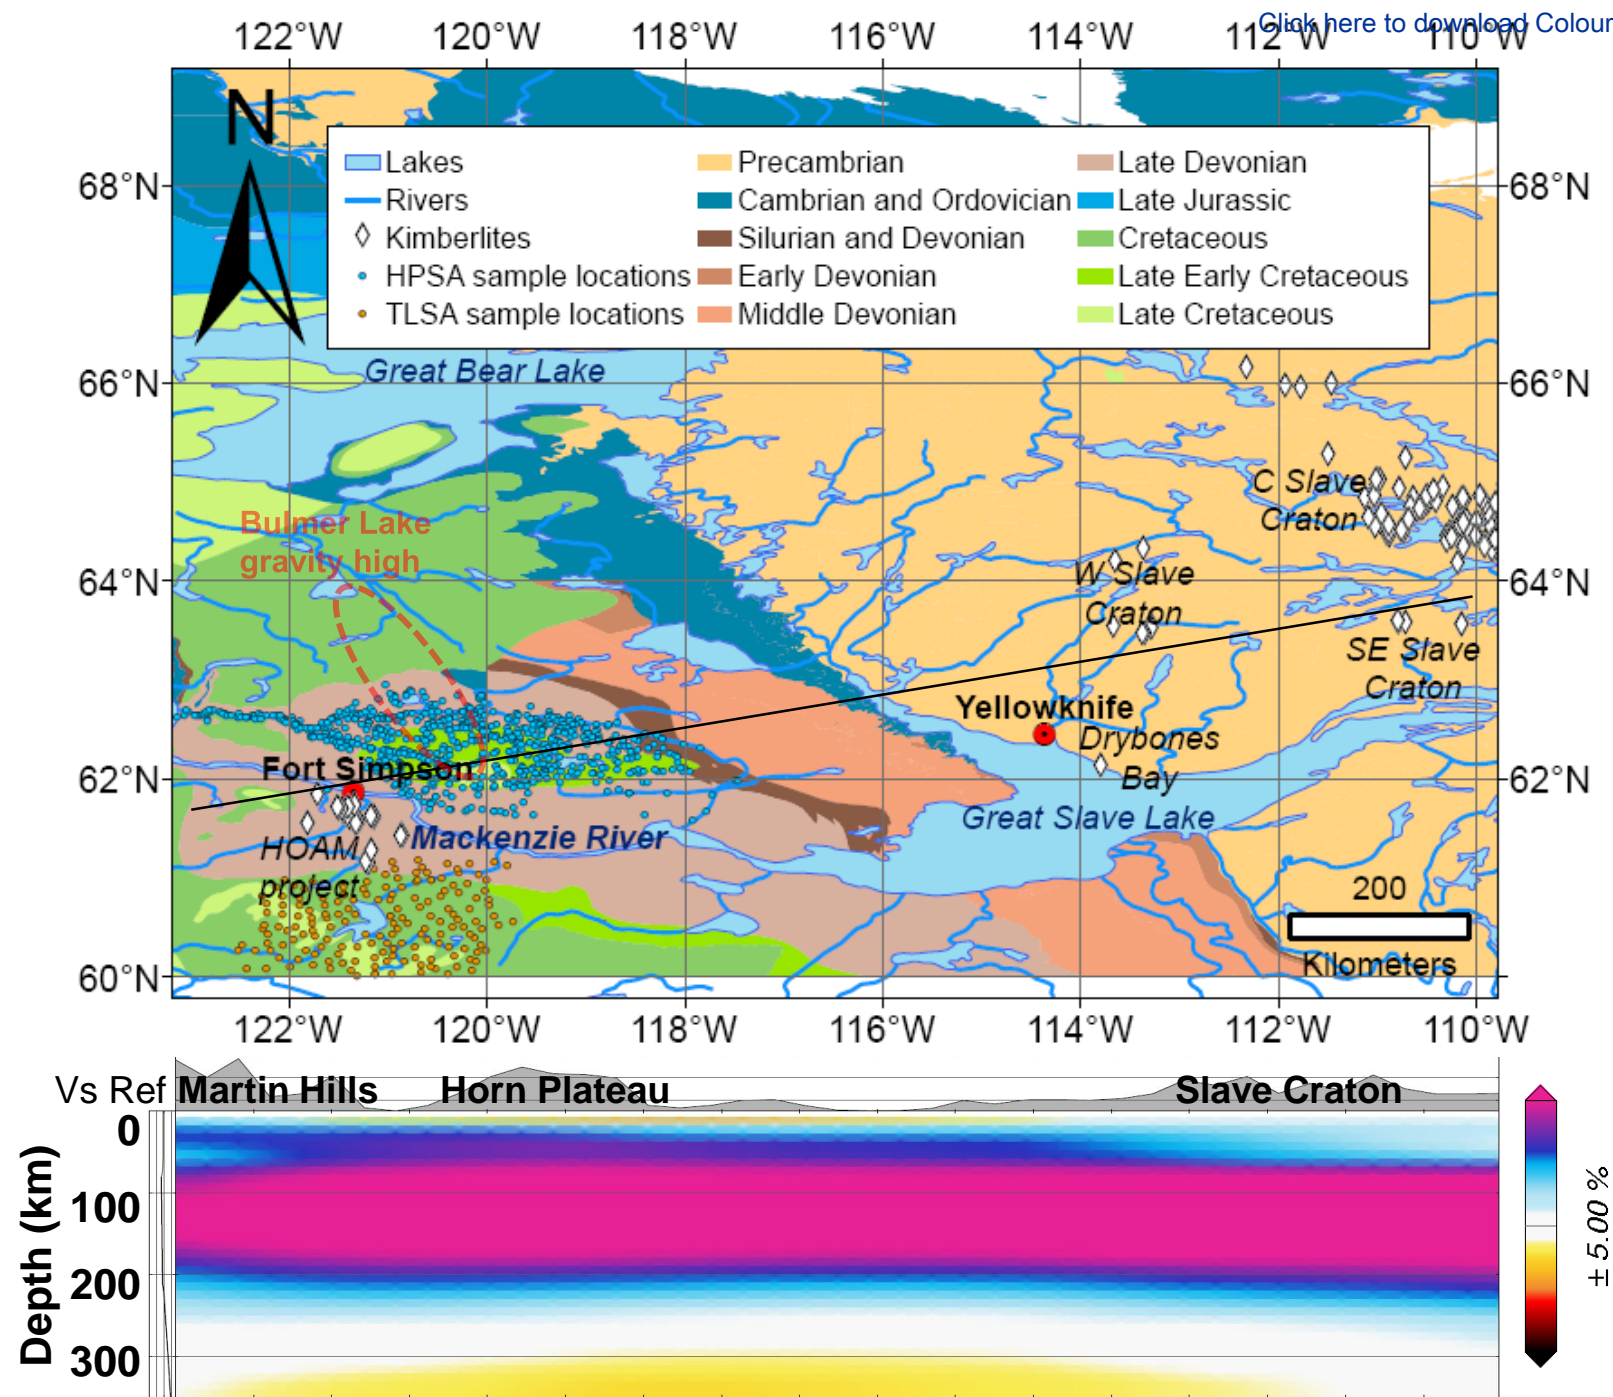 Click here to download Colour
122°W 120°W 118°W 116°W 114°W 112°W 110°W
N
Lakes
Rivers
Kimberlites
HPSA sample locations
TLSA sample locations
Precambrian
Cambrian and Ordovician
Silurian and Devonian
Early Devonian
Middle Devonian
Late Devonian
Late Jurassic
Cretaceous
Late Early Cretaceous
Late Cretaceous
68°N 68°N
66°N 66°N
64°N 64°N
62°N 62°N
60°N
Great Bear Lake
C Slave
Craton
Bulmer Lake
gravity high
W Slave
Craton
SE Slave
Craton
Yellowknife
Drybones
Bay
Fort Simpson
Great Slave Lake
Mackenzie River
HOAM
project
200
Kilometers
122°W 120°W 118°W 116°W 114°W 112°W 110°W
Vs Ref Martin Hills Horn Plateau Slave Craton
Depth (km)
0
100
200
300
± 5.00 %